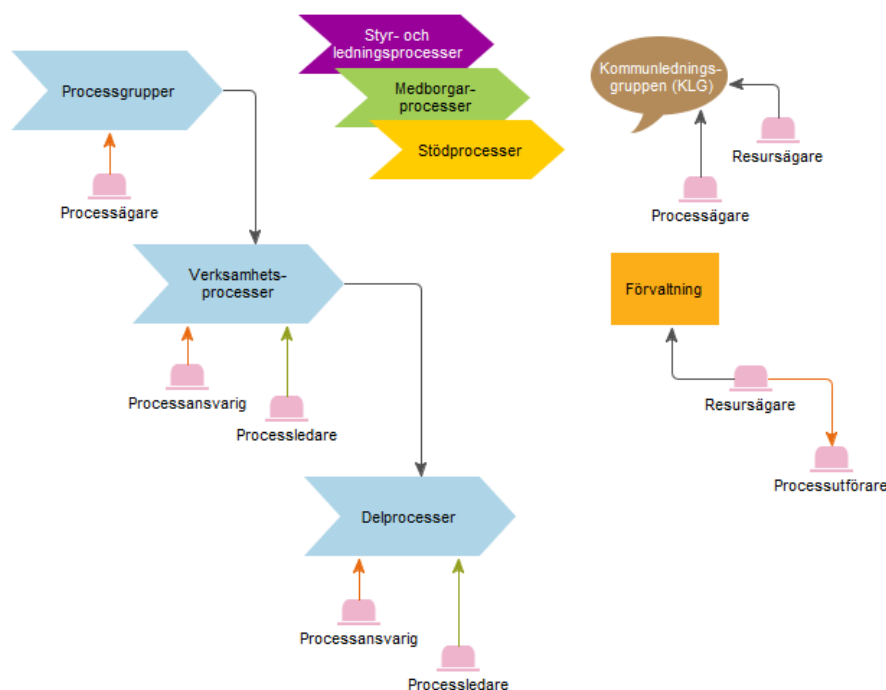 Styr- och
ledningsprocesser
Processgrupper
Medborgar-
processer
Stödprocesser
Kommunlednings-
gruppen (KLG)
Resursägare
Processägare
Processägare
Verksamhets-
processer
Förvaltning
Processansvarig
Processledare
Resursägare
Processutförare
Delprocesser
Processansvarig
Processledare